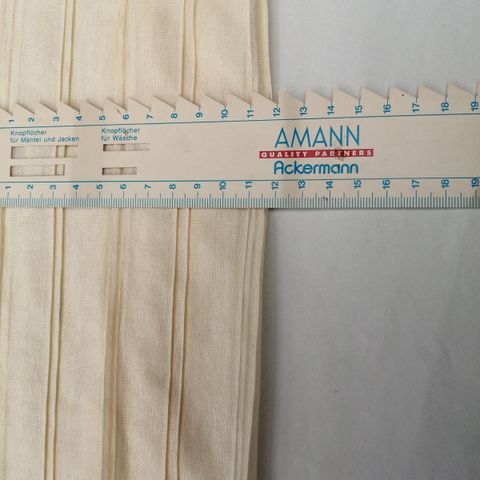 1 2 3 4 5 6 7 8 9 10 11 12 13 14 15 16 17 18 19
Knopflöcher
für Mäntel und Jacken
Knopflöcher
für Wäsche
AMANN
QUALITY PARTNERS
Ackermann
1 2 3 4 5 6 7 8 9 10 11 12 13 14 15 16 17 18 19